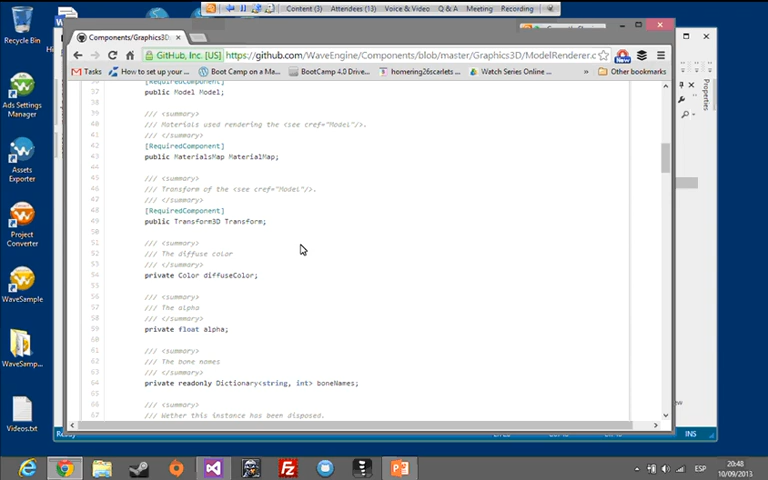 Content (3)
Attendees (13)
Voice & Video
Q & A
Meeting
Recording
Recycle Bin
Ads Settings
Manager
Assets
Exporter
Project
Converter
WaveSample
WaveSamp...
Videos.txt
Components/Graphics3D/
GitHub, Inc. [US]
https://github.com/WaveEngine/Components/blob/master/Graphics3D/ModelRenderer.c
New
Tasks
How to set up your ...
Boot Camp on a Ma...
BootCamp 4.0 Drive...
homering26scarlets
Watch Series Online ...
Other bookmarks
Properties
[RequiredComponent]
37 public Model Model;
39 /// <summary>
40 /// Materials used rendering the <see cref="Model"/>.
41 /// </summary>
42 [RequiredComponent]
43 public MaterialsMap MaterialMap;
44
45 /// <summary>
46 /// Transform of the <see cref="Model"/>.
47 /// </summary>
48 [RequiredComponent]
49 public Transform3D Transform;
51 /// <summary>
52 /// The diffuse color
53 /// </summary>
54 private Color diffuseColor;
56 /// <summary>
57 /// The alpha
58 /// </summary>
59 private float alpha;
61 /// <summary>
62 /// The bone names
63 /// </summary>
64 private readonly Dictionary<string, int> boneNames;
66 /// <summary>
67 /// Wether this instance has been disposed.
Ready
INS
ESP
20:48
10/09/2013